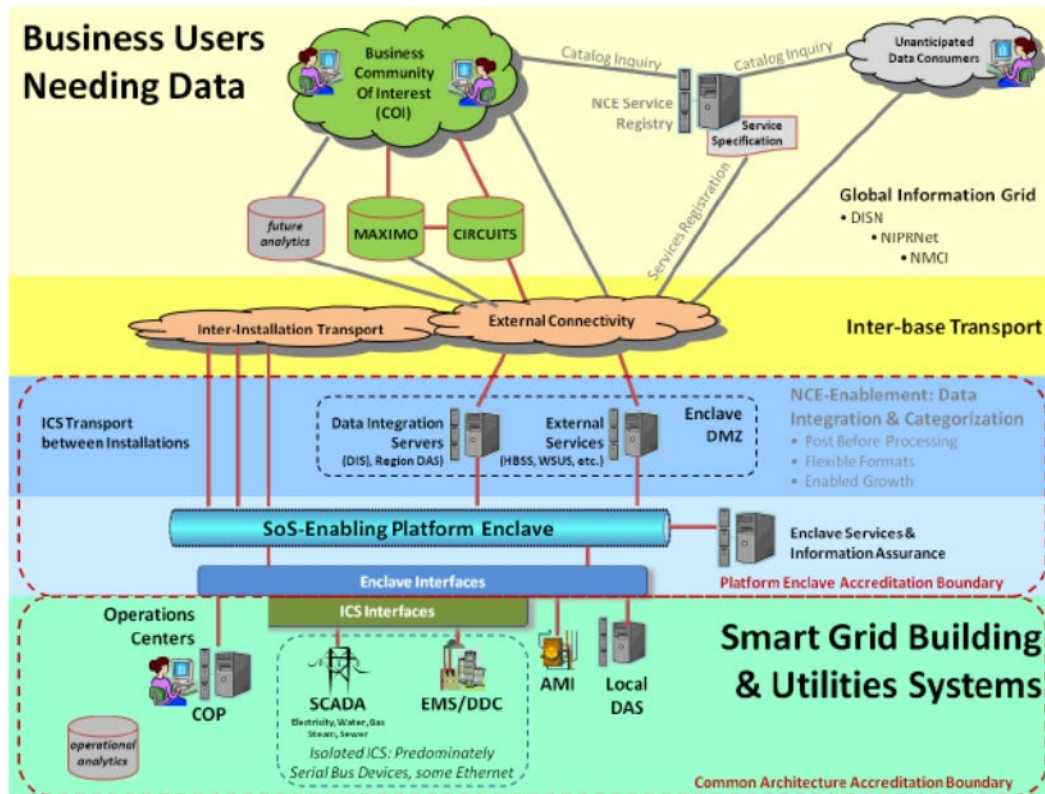 Business Users
Needing Data
Business
Community
Of Interest
(COI)
Catalog Inquiry
Catalog Inquiry
Unanticipated
Data Consumers
NCE Service
Registry
Service
Specification
Services Registration
Global Information Grid
• DISN
• NIPRNet
• NMCI
future
analytics
MAXIMO
CIRCUITS
Inter-Installation Transport
External Connectivity
Inter-base Transport
ICS Transport
between Installations
Data Integration
Servers
(DIS), Region DAS)
External
Services
(HBSS, WSUS, etc.)
Enclave
DMZ
NCE-Enablement: Data
Integration & Categorization
• Post Before Processing
• Flexible Formats
• Enabled Growth
SoS-Enabling Platform Enclave
Enclave Services &
Information Assurance
Enclave Interfaces
Platform Enclave Accreditation Boundary
ICS Interfaces
Operations
Centers
COP
SCADA
Electricity, Water, Gas
Steam, Sewer
EMS/DDC
AMI
Local
DAS
Smart Grid Building
& Utilities Systems
operational
analytics
Isolated ICS: Predominately
Serial Bus Devices, some Ethernet
Common Architecture Accreditation Boundary